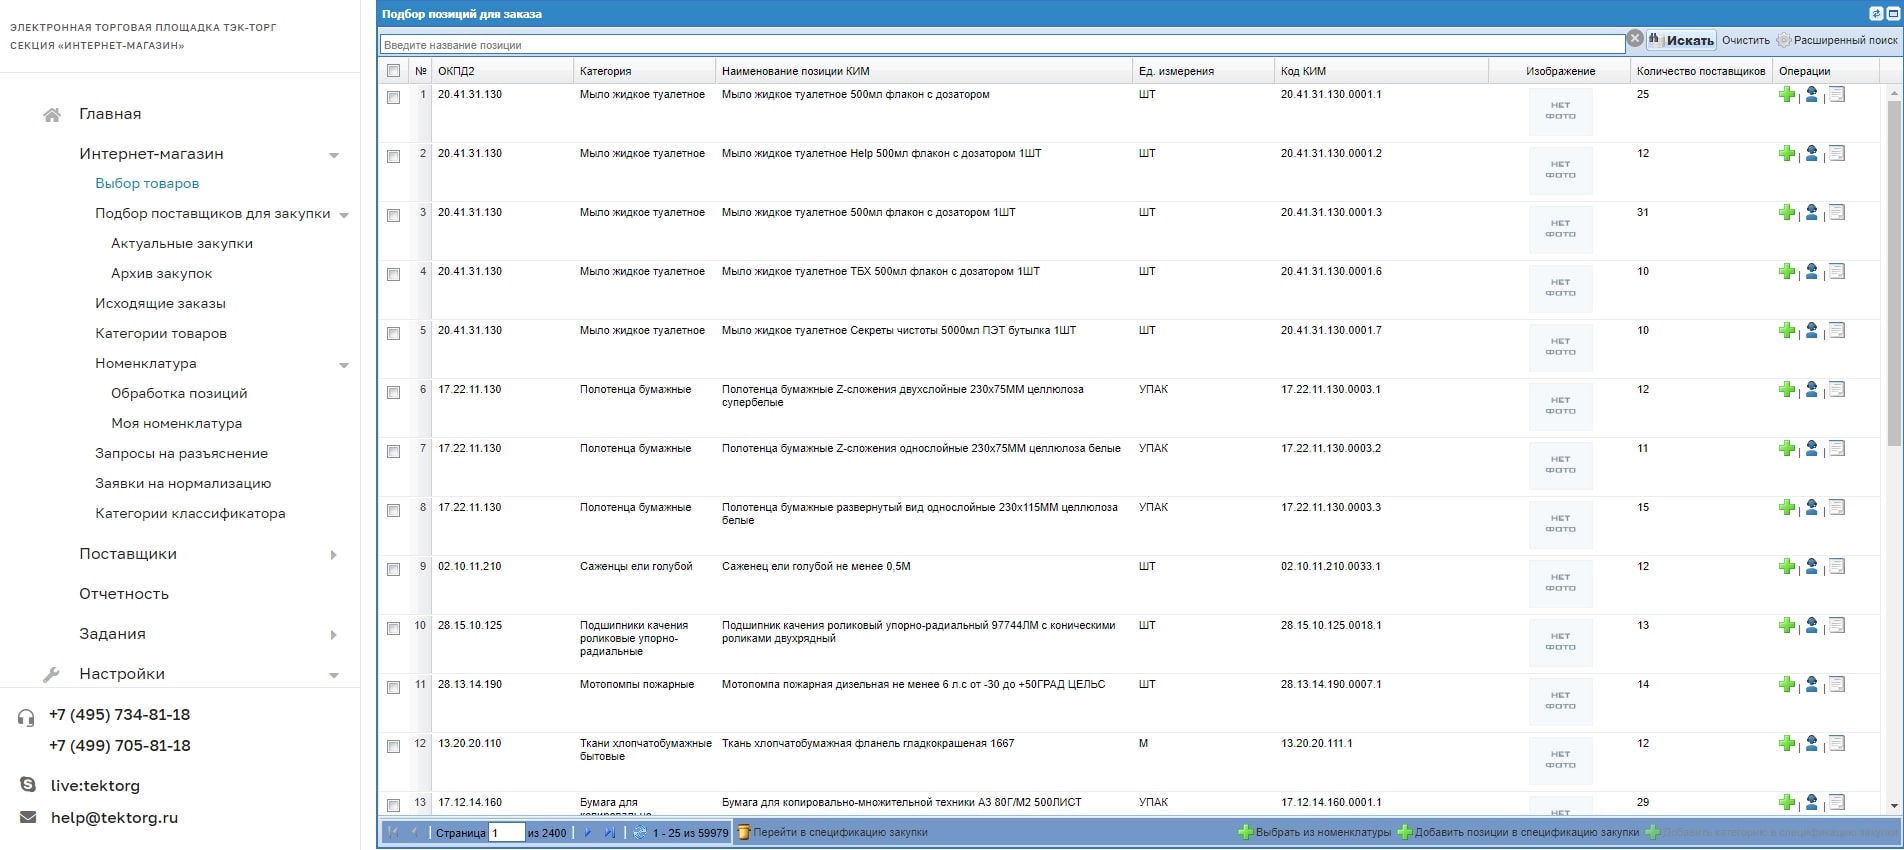 ЭЛЕКТРОННАЯ ТОРГОВАЯ ПЛОЩАДКА ТЭК-ТОРГ
СЕКЦИЯ «ИНТЕРНЕТ-МАГАЗИН»
Главная
Интернет-магазин
Выбор товаров
Подбор поставщиков для закупки
Актуальные закупки
Архив закупок
Исходящие заказы
Категории товаров
Номенклатура
Обработка позиций
Моя номенклатура
Запросы на разъяснение
Заявки на нормализацию
Категории классификатора
Поставщики
Отчетность
Задания
Настройки
+7 (495) 734-81-18
+7 (499) 705-81-18
live:tektorg
help@tektorg.ru
Подбор позиций для заказа
Введите название позиции Искать Очистить Расширенный поиск
№ ОКПД2 Категория Наименование позиции КИМ Ед. измерения Код КИМ Изображение Количество поставщиков Операции
1 20.41.31.130 Мыло жидкое туалетное Мыло жидкое туалетное 500мл флакон с дозатором ШТ 20.41.31.130.0001.1 25
НЕТ
ФОТО
2 20.41.31.130 Мыло жидкое туалетное Мыло жидкое туалетное Help 500мл флакон с дозатором 1ШТ ШТ 20.41.31.130.0001.2 12
НЕТ
ФОТО
3 20.41.31.130 Мыло жидкое туалетное Мыло жидкое туалетное 500мл флакон с дозатором 1ШТ ШТ 20.41.31.130.0001.3 31
НЕТ
ФОТО
4 20.41.31.130 Мыло жидкое туалетное Мыло жидкое туалетное ТБХ 500мл флакон с дозатором 1ШТ ШТ 20.41.31.130.0001.6 10
НЕТ
ФОТО
5 20.41.31.130 Мыло жидкое туалетное Мыло жидкое туалетное Секреты чистоты 5000мл ПЭТ бутылка 1ШТ ШТ 20.41.31.130.0001.7 10
НЕТ
ФОТО
6 17.22.11.130 Полотенца бумажные Полотенца бумажные Z-сложения двухслойные 230х75ММ целлюлоза УПАК 17.22.11.130.0003.1 12
супербелые
НЕТ
ФОТО
7 17.22.11.130 Полотенца бумажные Полотенца бумажные Z-сложения однослойные 230х75ММ целлюлоза белые УПАК 17.22.11.130.0003.2 11
НЕТ
ФОТО
8 17.22.11.130 Полотенца бумажные Полотенца бумажные развернутый вид однослойные 230х115ММ целлюлоза УПАК 17.22.11.130.0003.3 15
белые
НЕТ
ФОТО
9 02.10.11.210 Саженцы ели голубой Саженец ели голубой не менее 0,5М ШТ 02.10.11.210.0033.1 12
НЕТ
ФОТО
10 28.15.10.125 Подшипники качения Подшипник качения роликовый упорно-радиальный 97744ЛМ с коническими ШТ 28.15.10.125.0018.1 13
роликовые упорно- роликами двухрядный
радиальные
НЕТ
ФОТО
11 28.13.14.190 Мотопомпы пожарные Мотопомпа пожарная дизельная не менее 6 л.с от -30 до +50ГРАД ЦЕЛЬС ШТ 28.13.14.190.0007.1 14
НЕТ
ФОТО
12 13.20.20.110 Ткани хлопчатобумажные Ткань хлопчатобумажная фланель гладкокрашеная 1667 М 13.20.20.111.1 12
бытовые
НЕТ
ФОТО
13 17.12.14.160 Бумага для Бумага для копировально-множительной техники А3 80Г/М2 500ЛИСТ УПАК 17.12.14.160.0001.1 29
копировально-
НЕТ
Страница 1 из 2400 1 - 25 из 59979 Перейти в спецификацию закупки Выбрать из номенклатуры Добавить позиции в спецификацию закупки Добавить категорию в спецификацию закупки